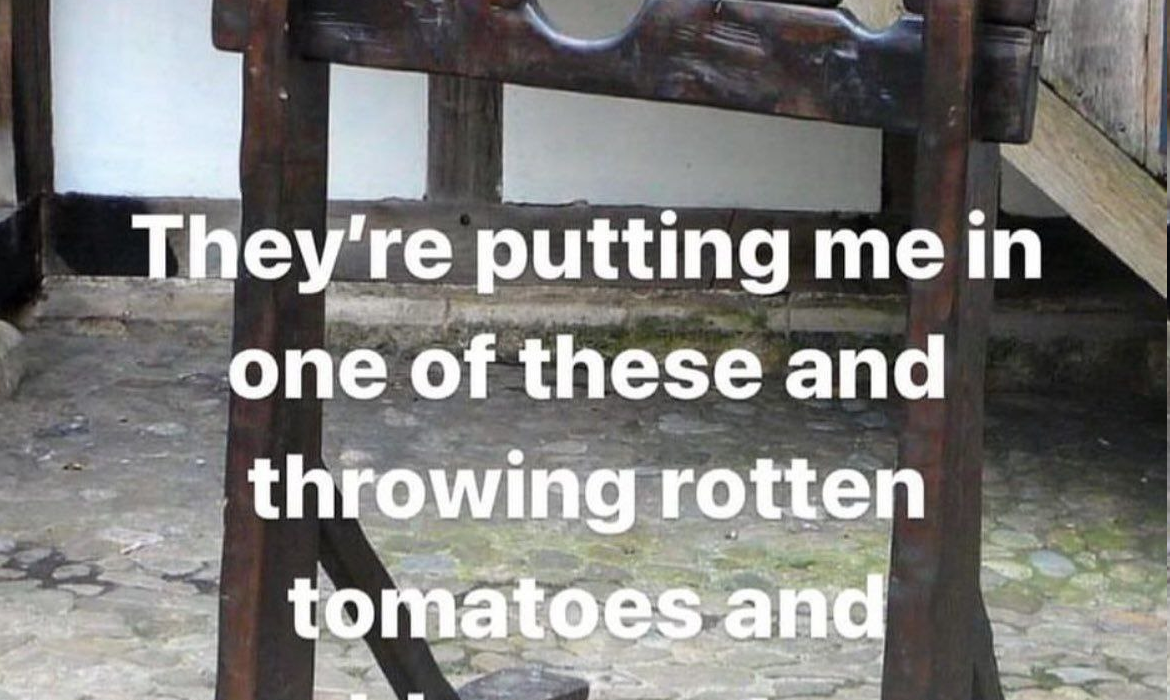 They’re putting me in
one of these and
throwing rotten
tomatoes and